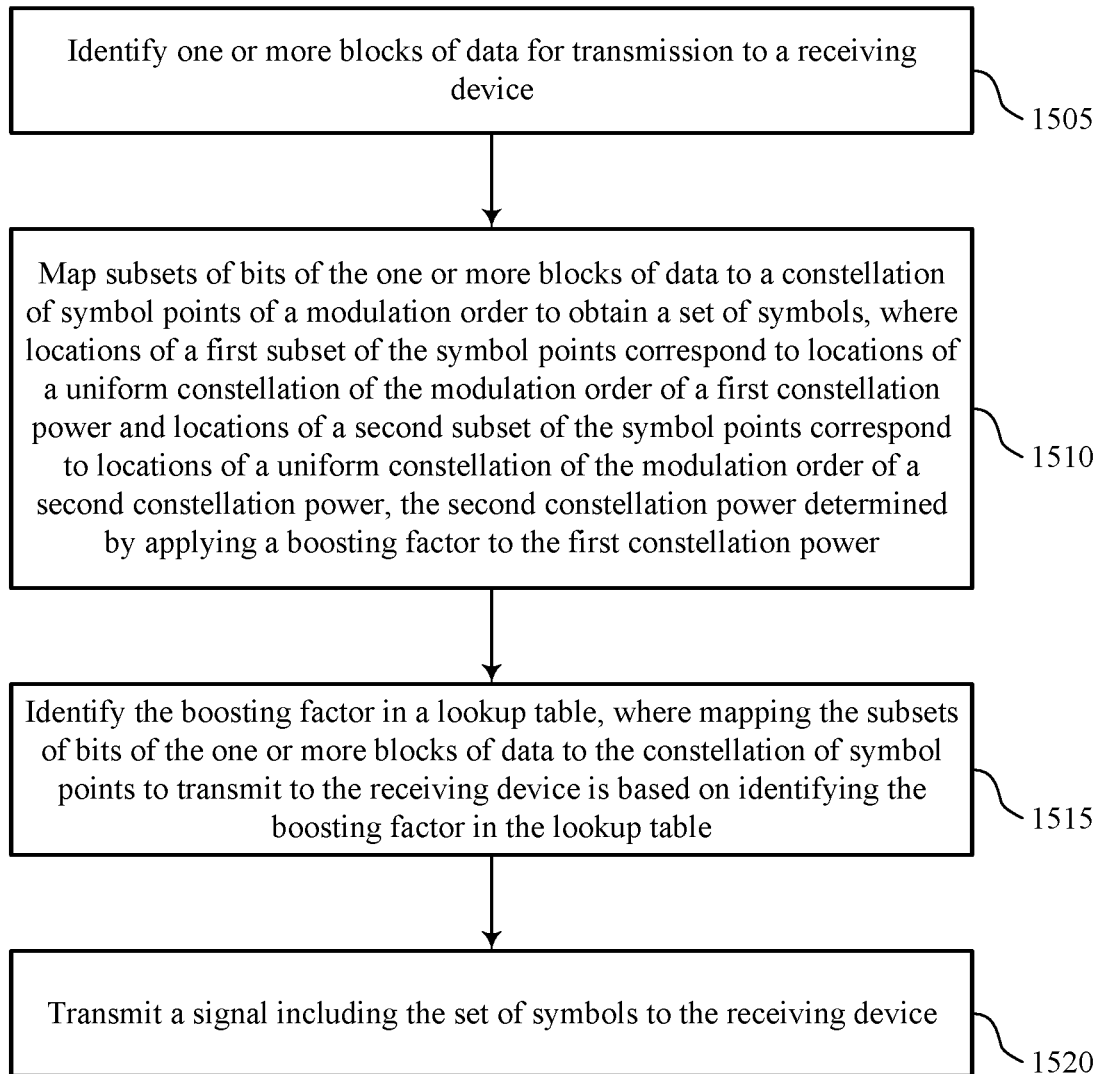 Identify one or more blocks of data for transmission to a receiving
device
1505
Map subsets of bits of the one or more blocks of data to a constellation
of symbol points of a modulation order to obtain a set of symbols, where
locations of a first subset of the symbol points correspond to locations of
a uniform constellation of the modulation order of a first constellation
power and locations of a second subset of the symbol points correspond
to locations of a uniform constellation of the modulation order of a
second constellation power, the second constellation power determined
by applying a boosting factor to the first constellation power
1510
Identify the boosting factor in a lookup table, where mapping the subsets
of bits of the one or more blocks of data to the constellation of symbol
points to transmit to the receiving device is based on identifying the
boosting factor in the lookup table
1515
Transmit a signal including the set of symbols to the receiving device
1520